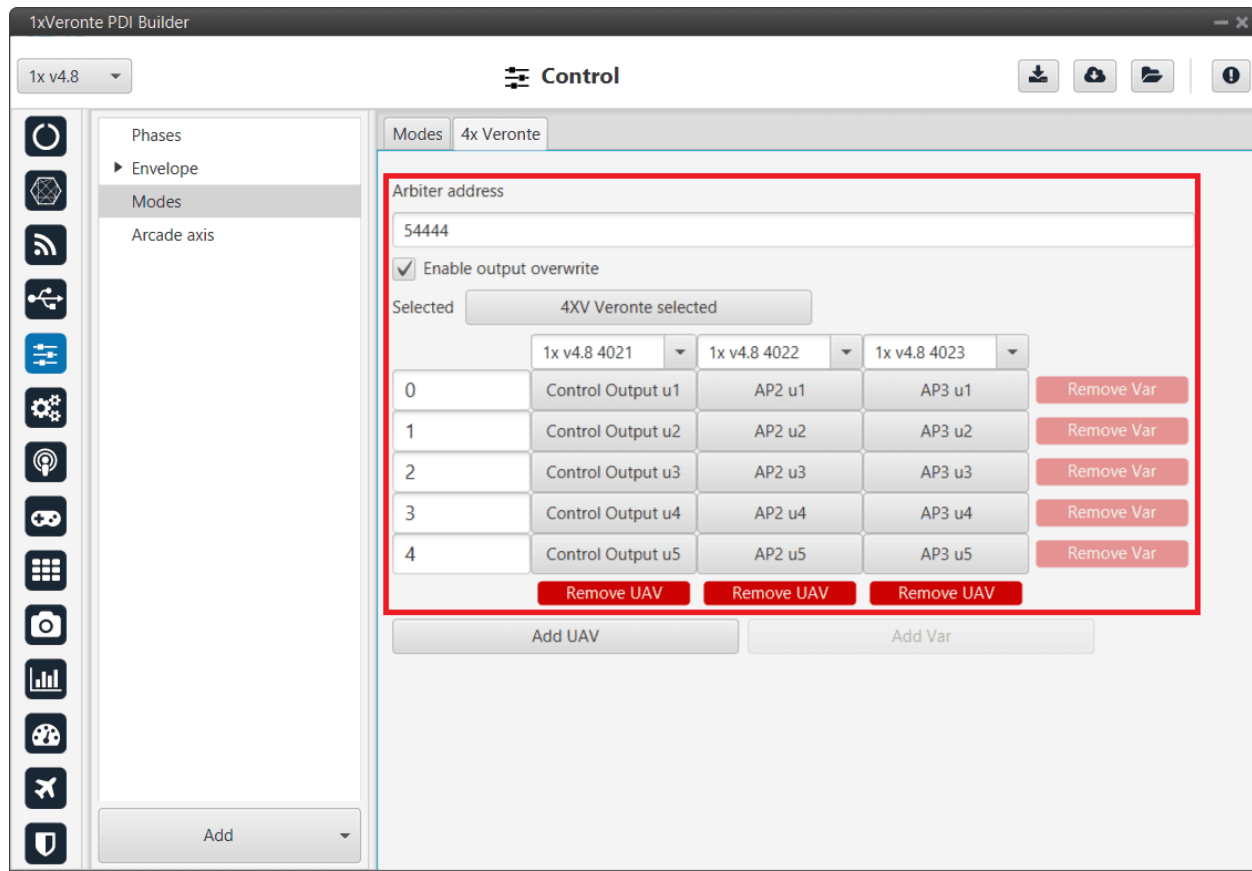 1xVeronte PDI Builder
1x v4.8
Control
Phases
Envelope
Modes
Arcade axis
Add
Modes 4x Veronte
Arbiter address
54444
Enable output overwrite
Selected 4XV Veronte selected
1x v4.8 4021 1x v4.8 4022 1x v4.8 4023
0 Control Output u1 AP2 u1 AP3 u1 Remove Var
1 Control Output u2 AP2 u2 AP3 u2 Remove Var
2 Control Output u3 AP2 u3 AP3 u3 Remove Var
3 Control Output u4 AP2 u4 AP3 u4 Remove Var
4 Control Output u5 AP2 u5 AP3 u5 Remove Var
Remove UAV Remove UAV Remove UAV
Add UAV Add Var